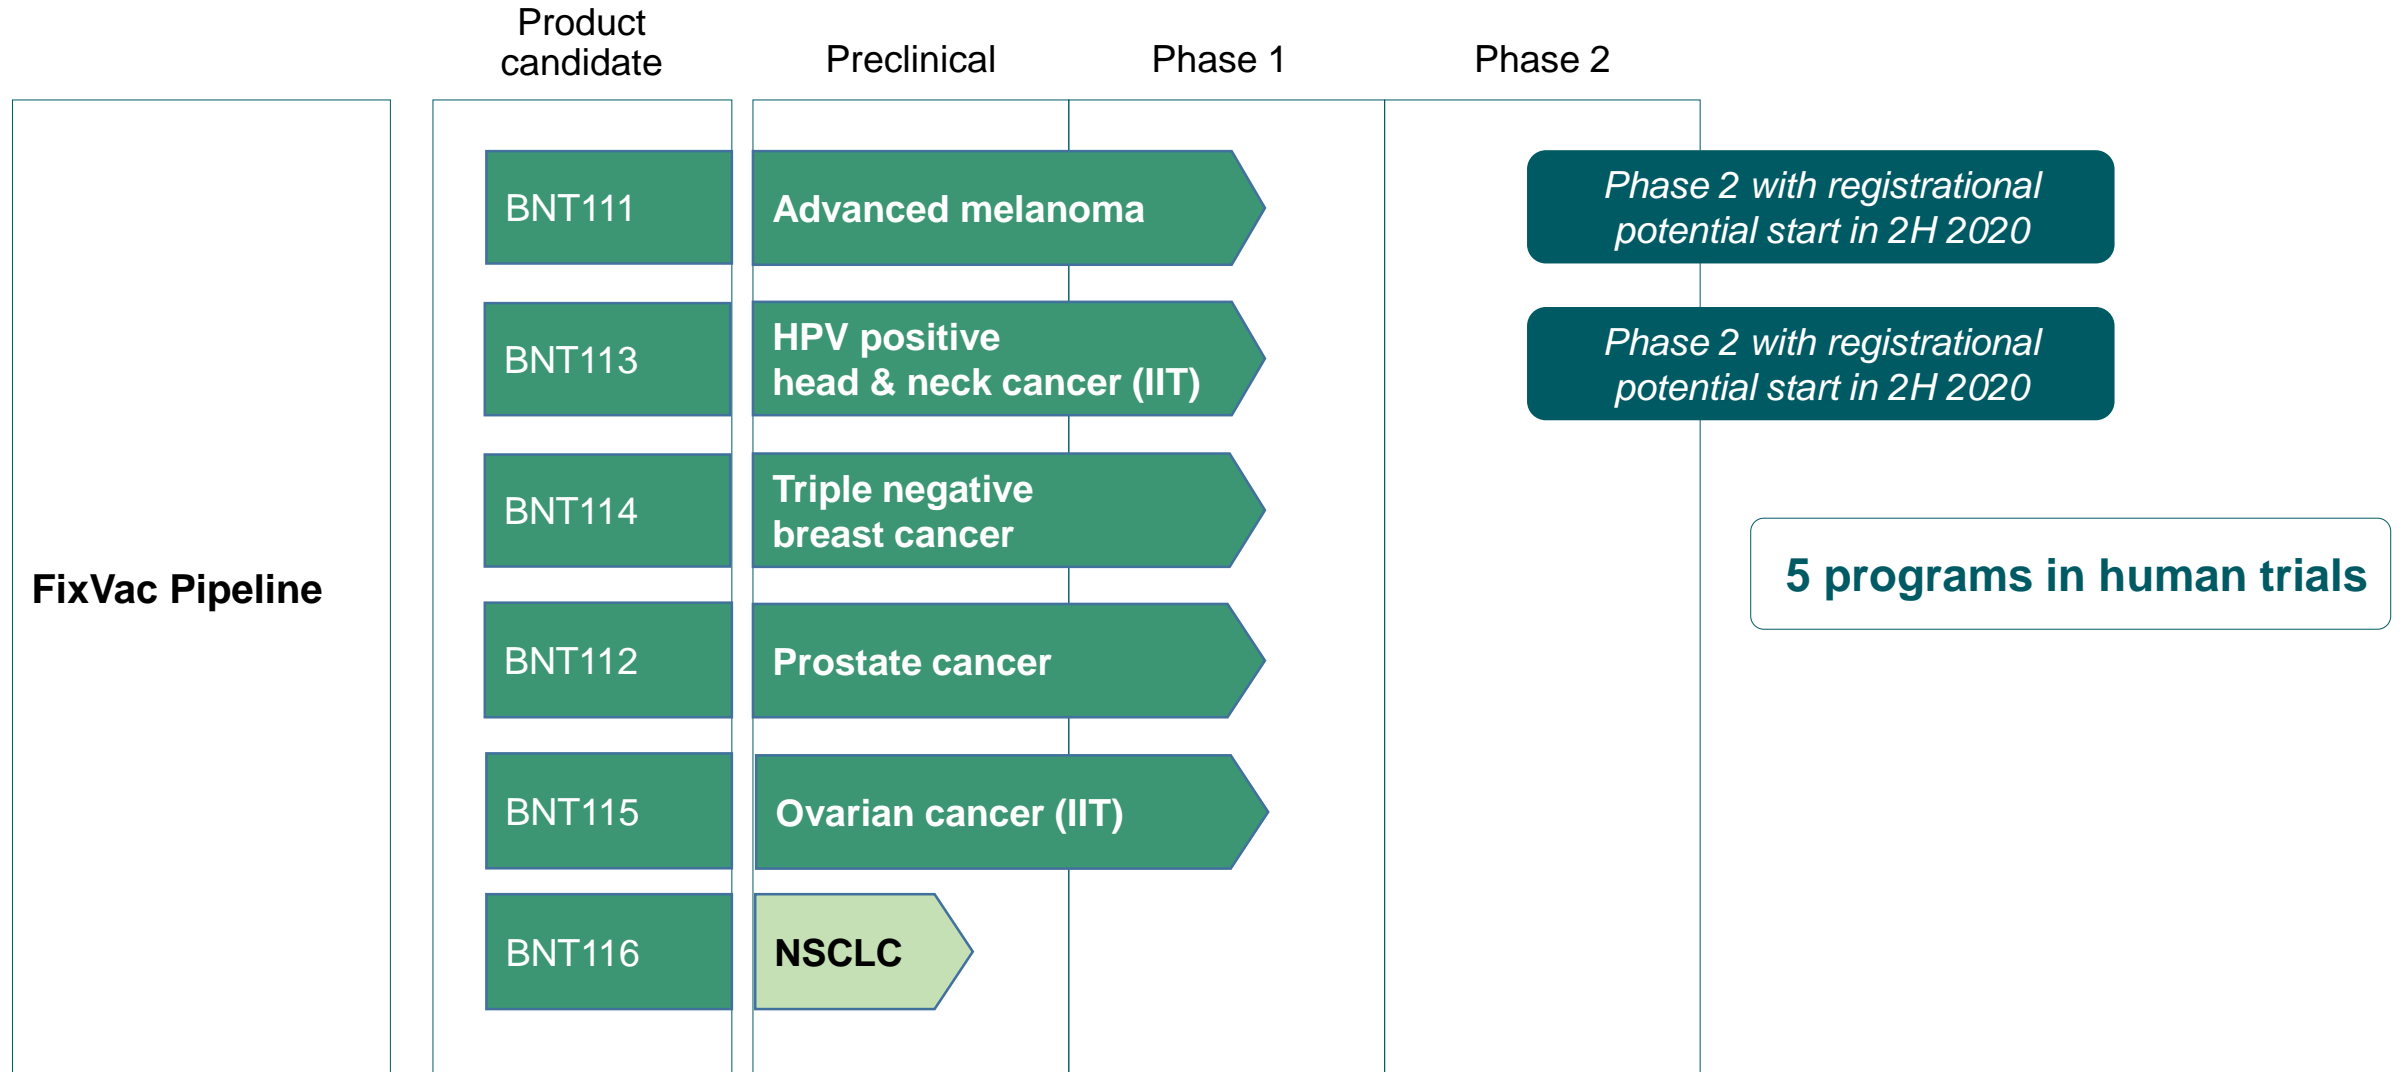 Product
candidate
Preclinical
Phase 1
Phase 2
FixVac Pipeline
BNT111
Advanced melanoma
Phase 2 with registrational
potential start in 2H 2020
BNT113
HPV positive
head & neck cancer (IIT)
Phase 2 with registrational
potential start in 2H 2020
BNT114
Triple negative
breast cancer
5 programs in human trials
BNT112
Prostate cancer
BNT115
Ovarian cancer (IIT)
BNT116
NSCLC